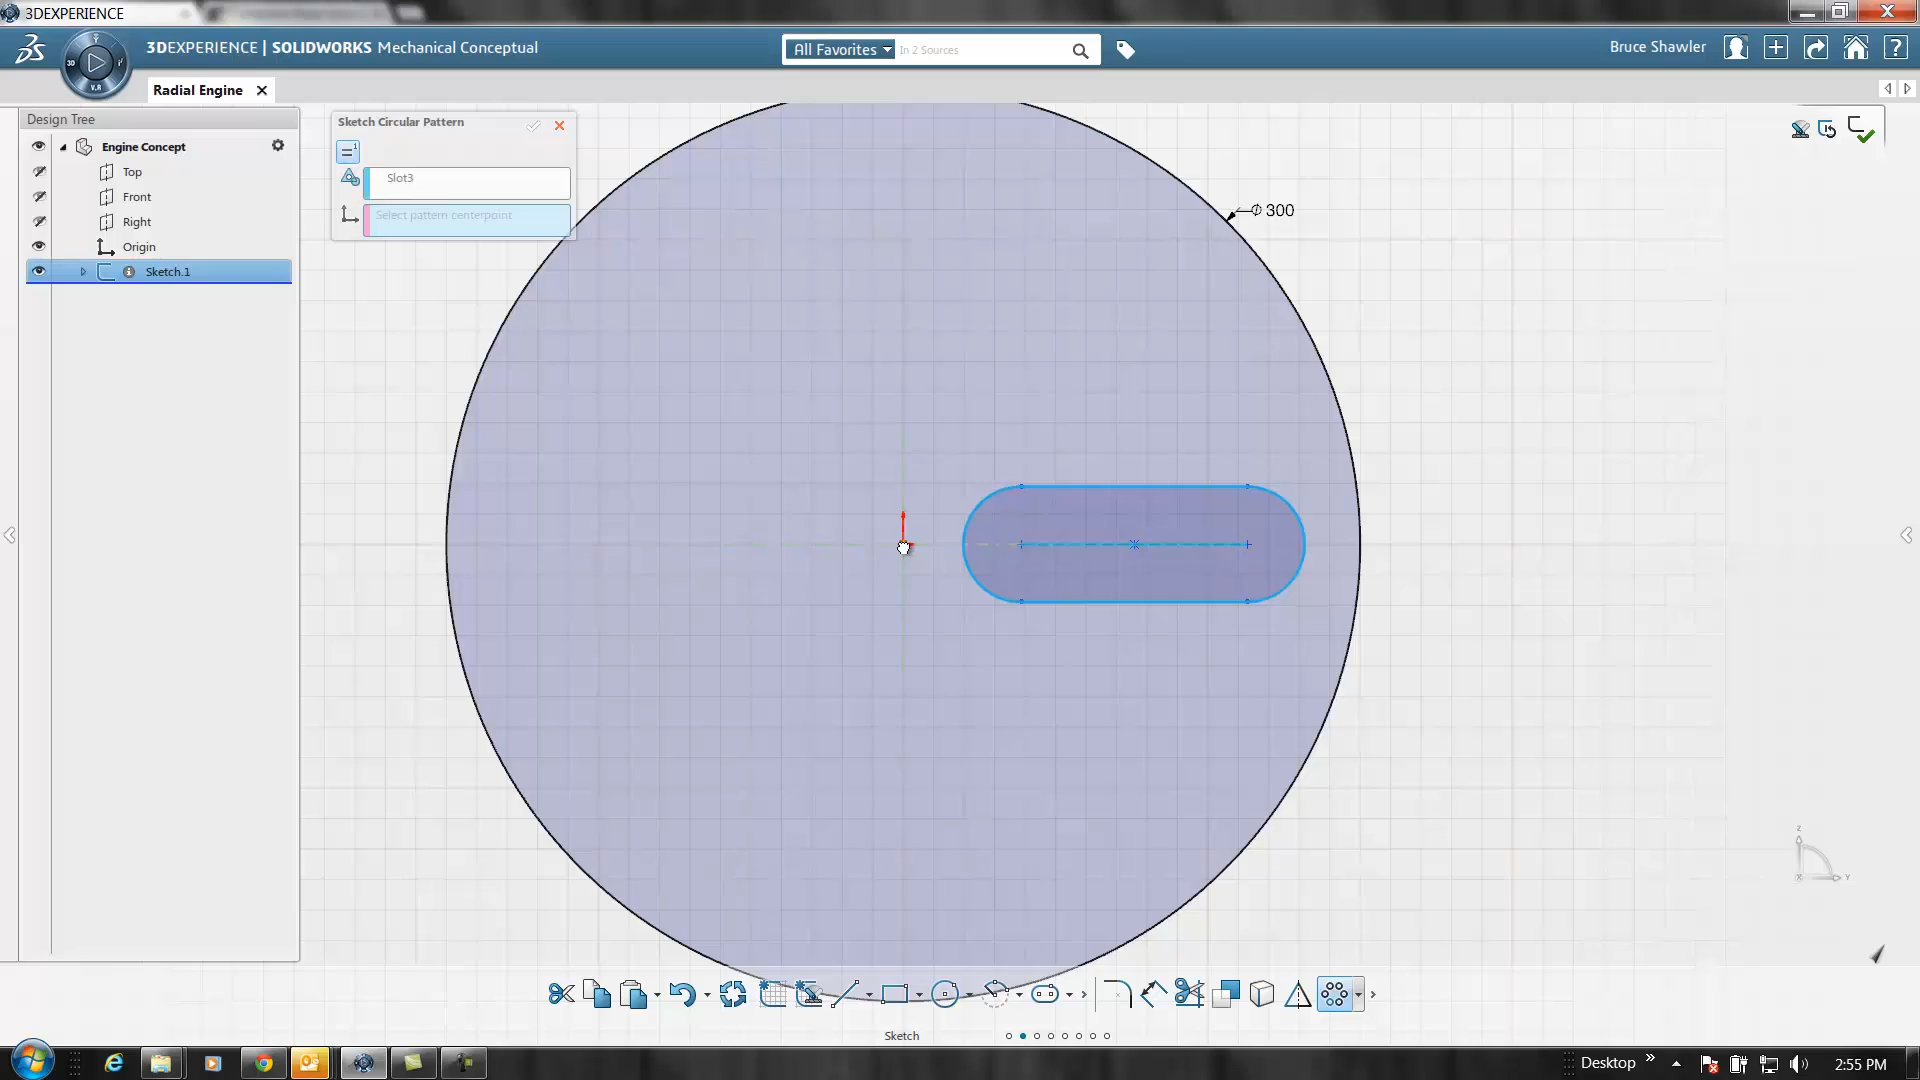 3DEXPERIENCE
3DEXPERIENCE | SOLIDWORKS Mechanical Conceptual
3D
V.R
All Favorites
In 2 Sources
Bruce Shawler
?
Radial Engine
Design Tree
Engine Concept
Top
Front
Right
Origin
Sketch.1
Sketch Circular Pattern
Slot3
Select pattern centerpoint
Ø 300
Z
X
Y
Sketch
Desktop
2:55 PM